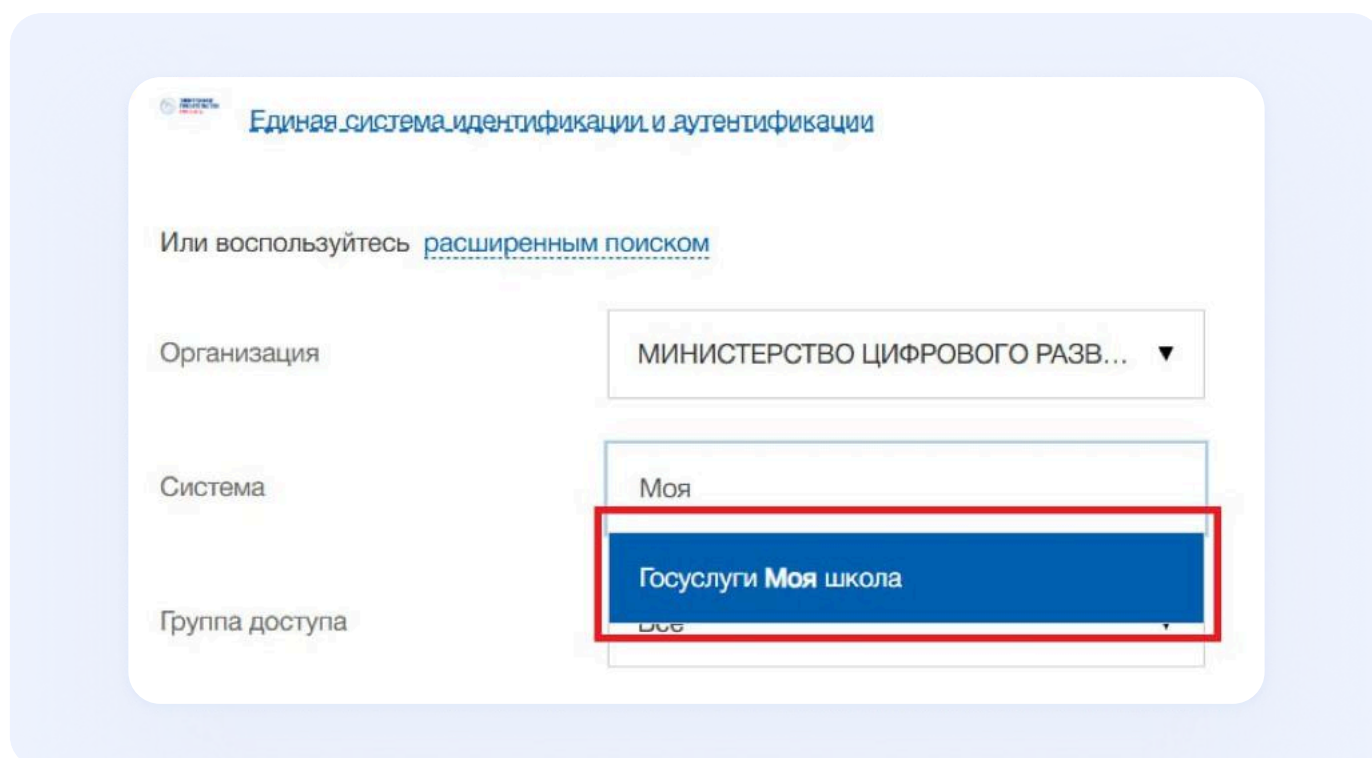 Единая система идентификации и аутентификации
Или воспользуйтесь расширенным поиском
Организация
МИНИСТЕРСТВО ЦИФРОВОГО РАЗВ...
Система
Моя
Госуслуги Моя школа
Группа доступа
Все